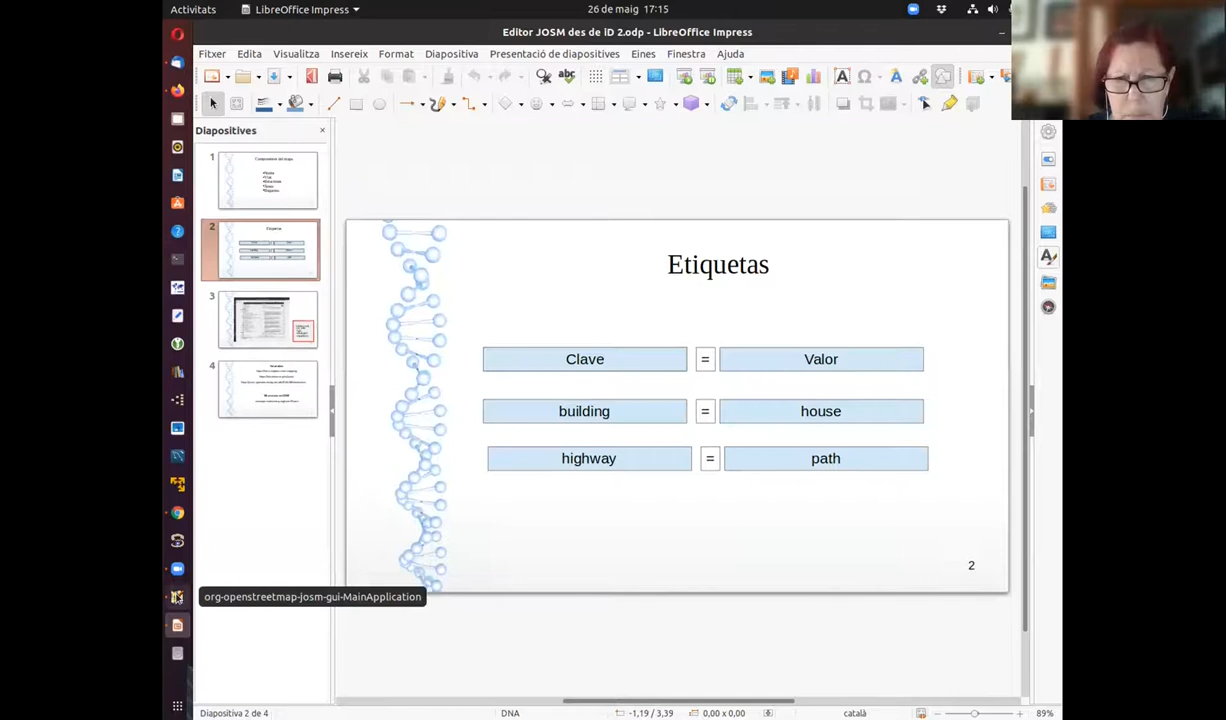 Activitats
LibreOffice Impress
26 de maig 17:15
Editor JOSM des de iD 2.odp - LibreOffice Impress
Fitxer Edita Visualitza Insereix Format Diapositiva Presentació de diapositives Eines Finestra Ajuda
Diapositives
1
2
3
4
Etiquetas
Clave = Valor
building = house
highway = path
2
org-openstreetmap-josm-gui-MainApplication
Diapositiva 2 de 4
DNA
-1,19 / 3,39
0,00 x 0,00
català
89%